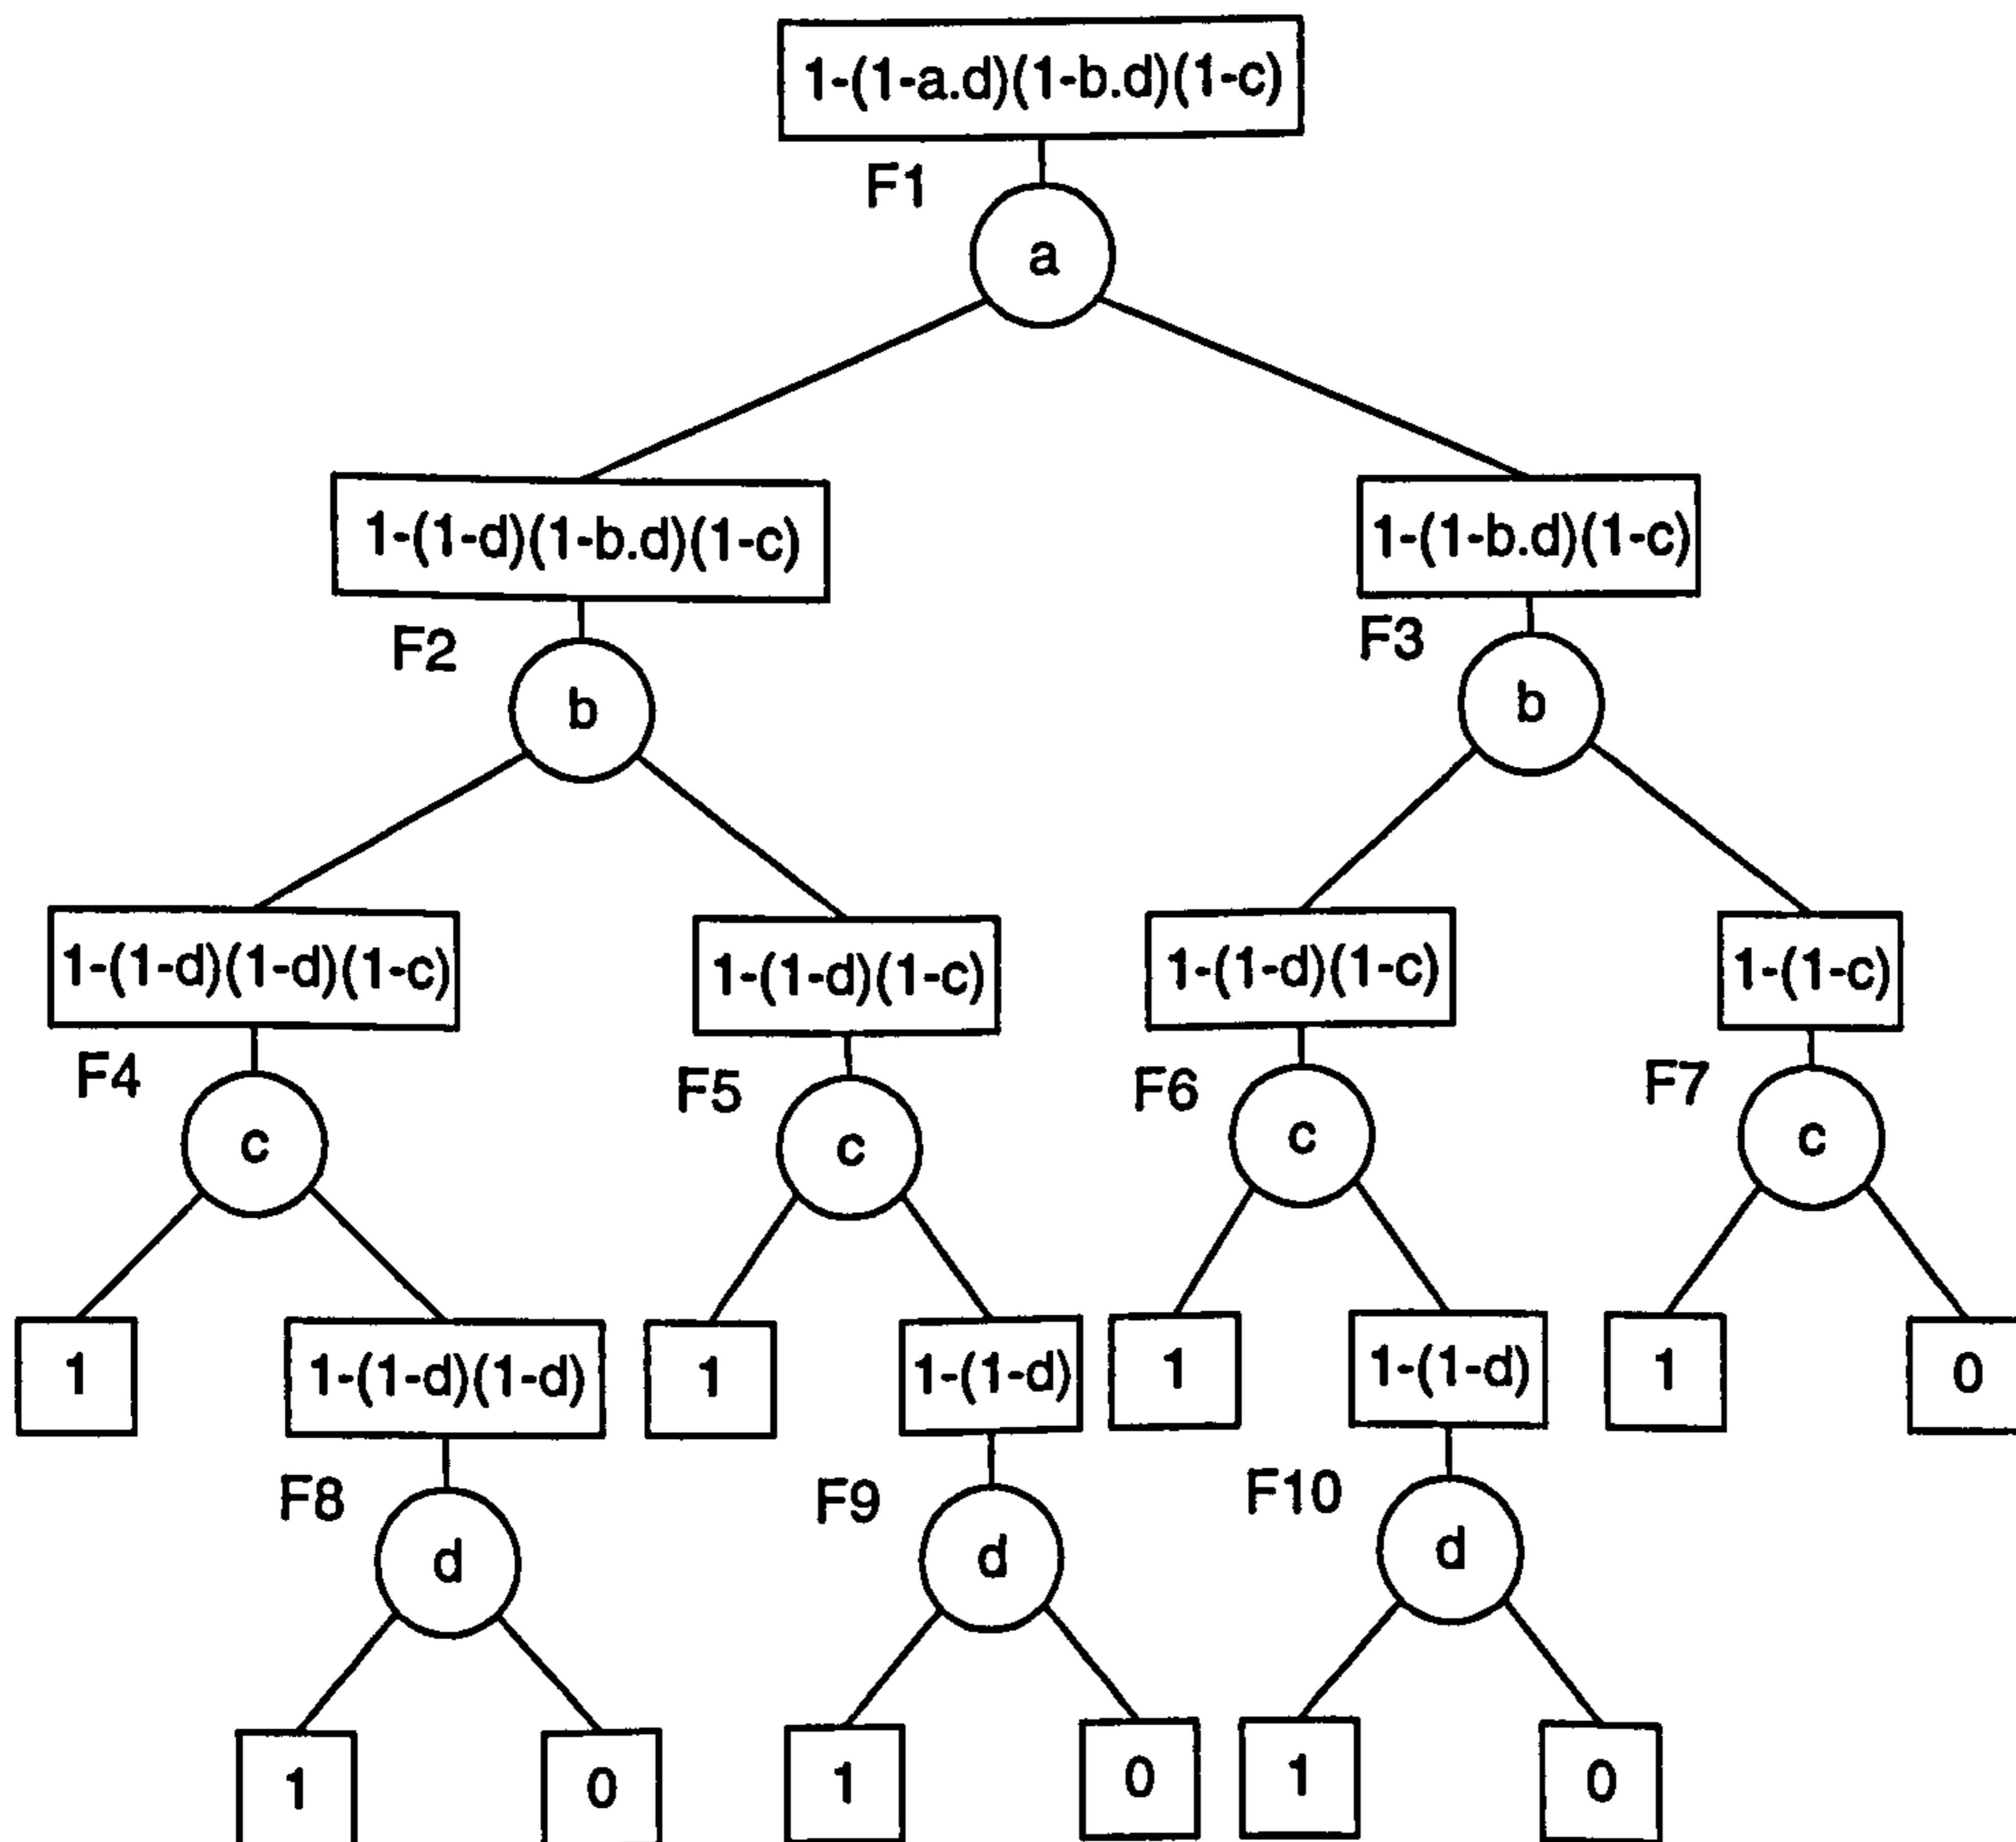 1-(1-a.d)(1-b.d)(1-c)
F1
a
1-(1-d)(1-b.d)(1-c)
1-(1-b.d)(1-c)
F2
F3
b
b
1-(1-d)(1-d)(1-c)
1-(1-d)(1-c)
1-(1-d)(1-c)
1-(1-c)
F4
F5
F6
F7
c
c
c
c
1
1-(1-d)(1-d)
1
1-(1-d)
1
1-(1-d)
1
0
F8
F9
F10
d
d
d
1
0
1
0
1
0